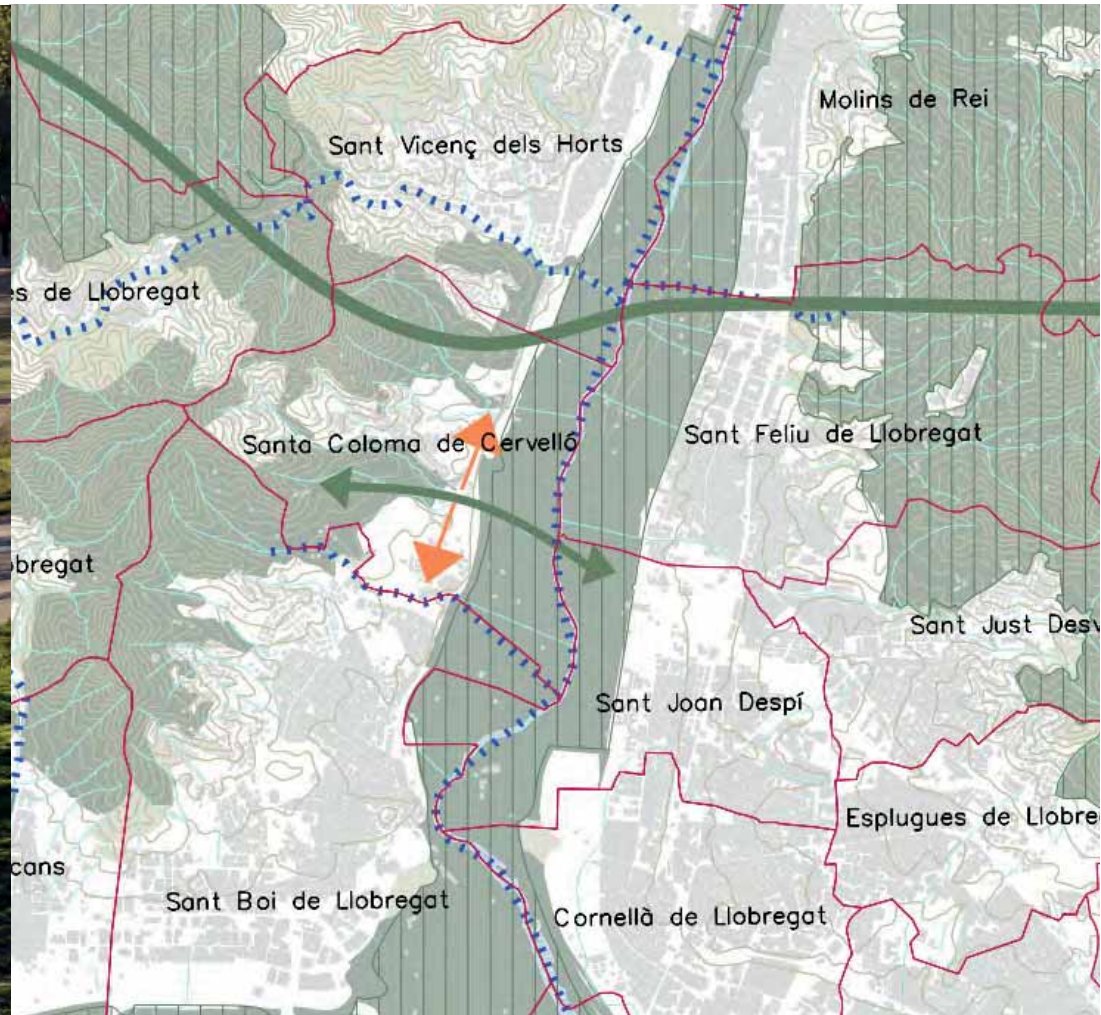 Molins de Rei
Sant Vicenç dels Horts
es de Llobregat
Santa Coloma de Cervelló
Sant Feliu de Llobregat
obregat
Sant Just Desv
Sant Joan Despí
Esplugues de Llobre
cans
Sant Boi de Llobregat
Cornellà de Llobregat